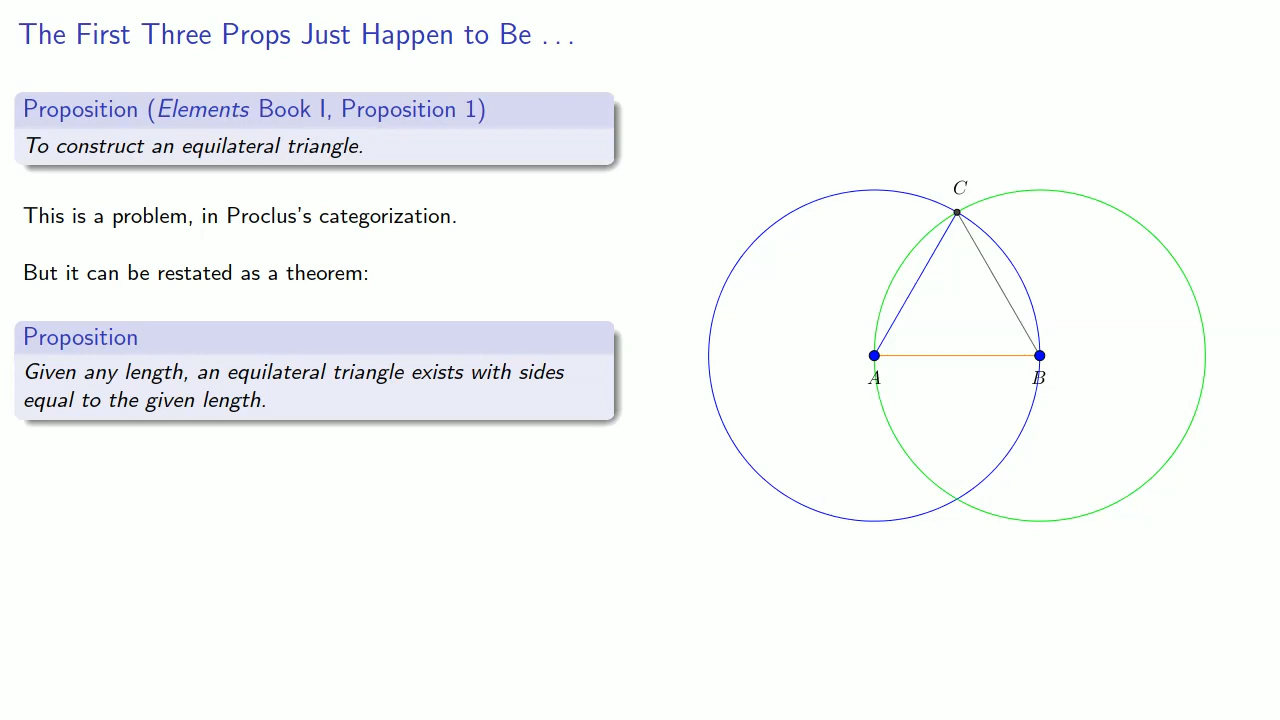 The First Three Props Just Happen to Be ...
Proposition (Elements Book I, Proposition 1)
To construct an equilateral triangle.
This is a problem, in Proclus's categorization.
But it can be restated as a theorem:
Proposition
Given any length, an equilateral triangle exists with sides
equal to the given length.
C
A
B